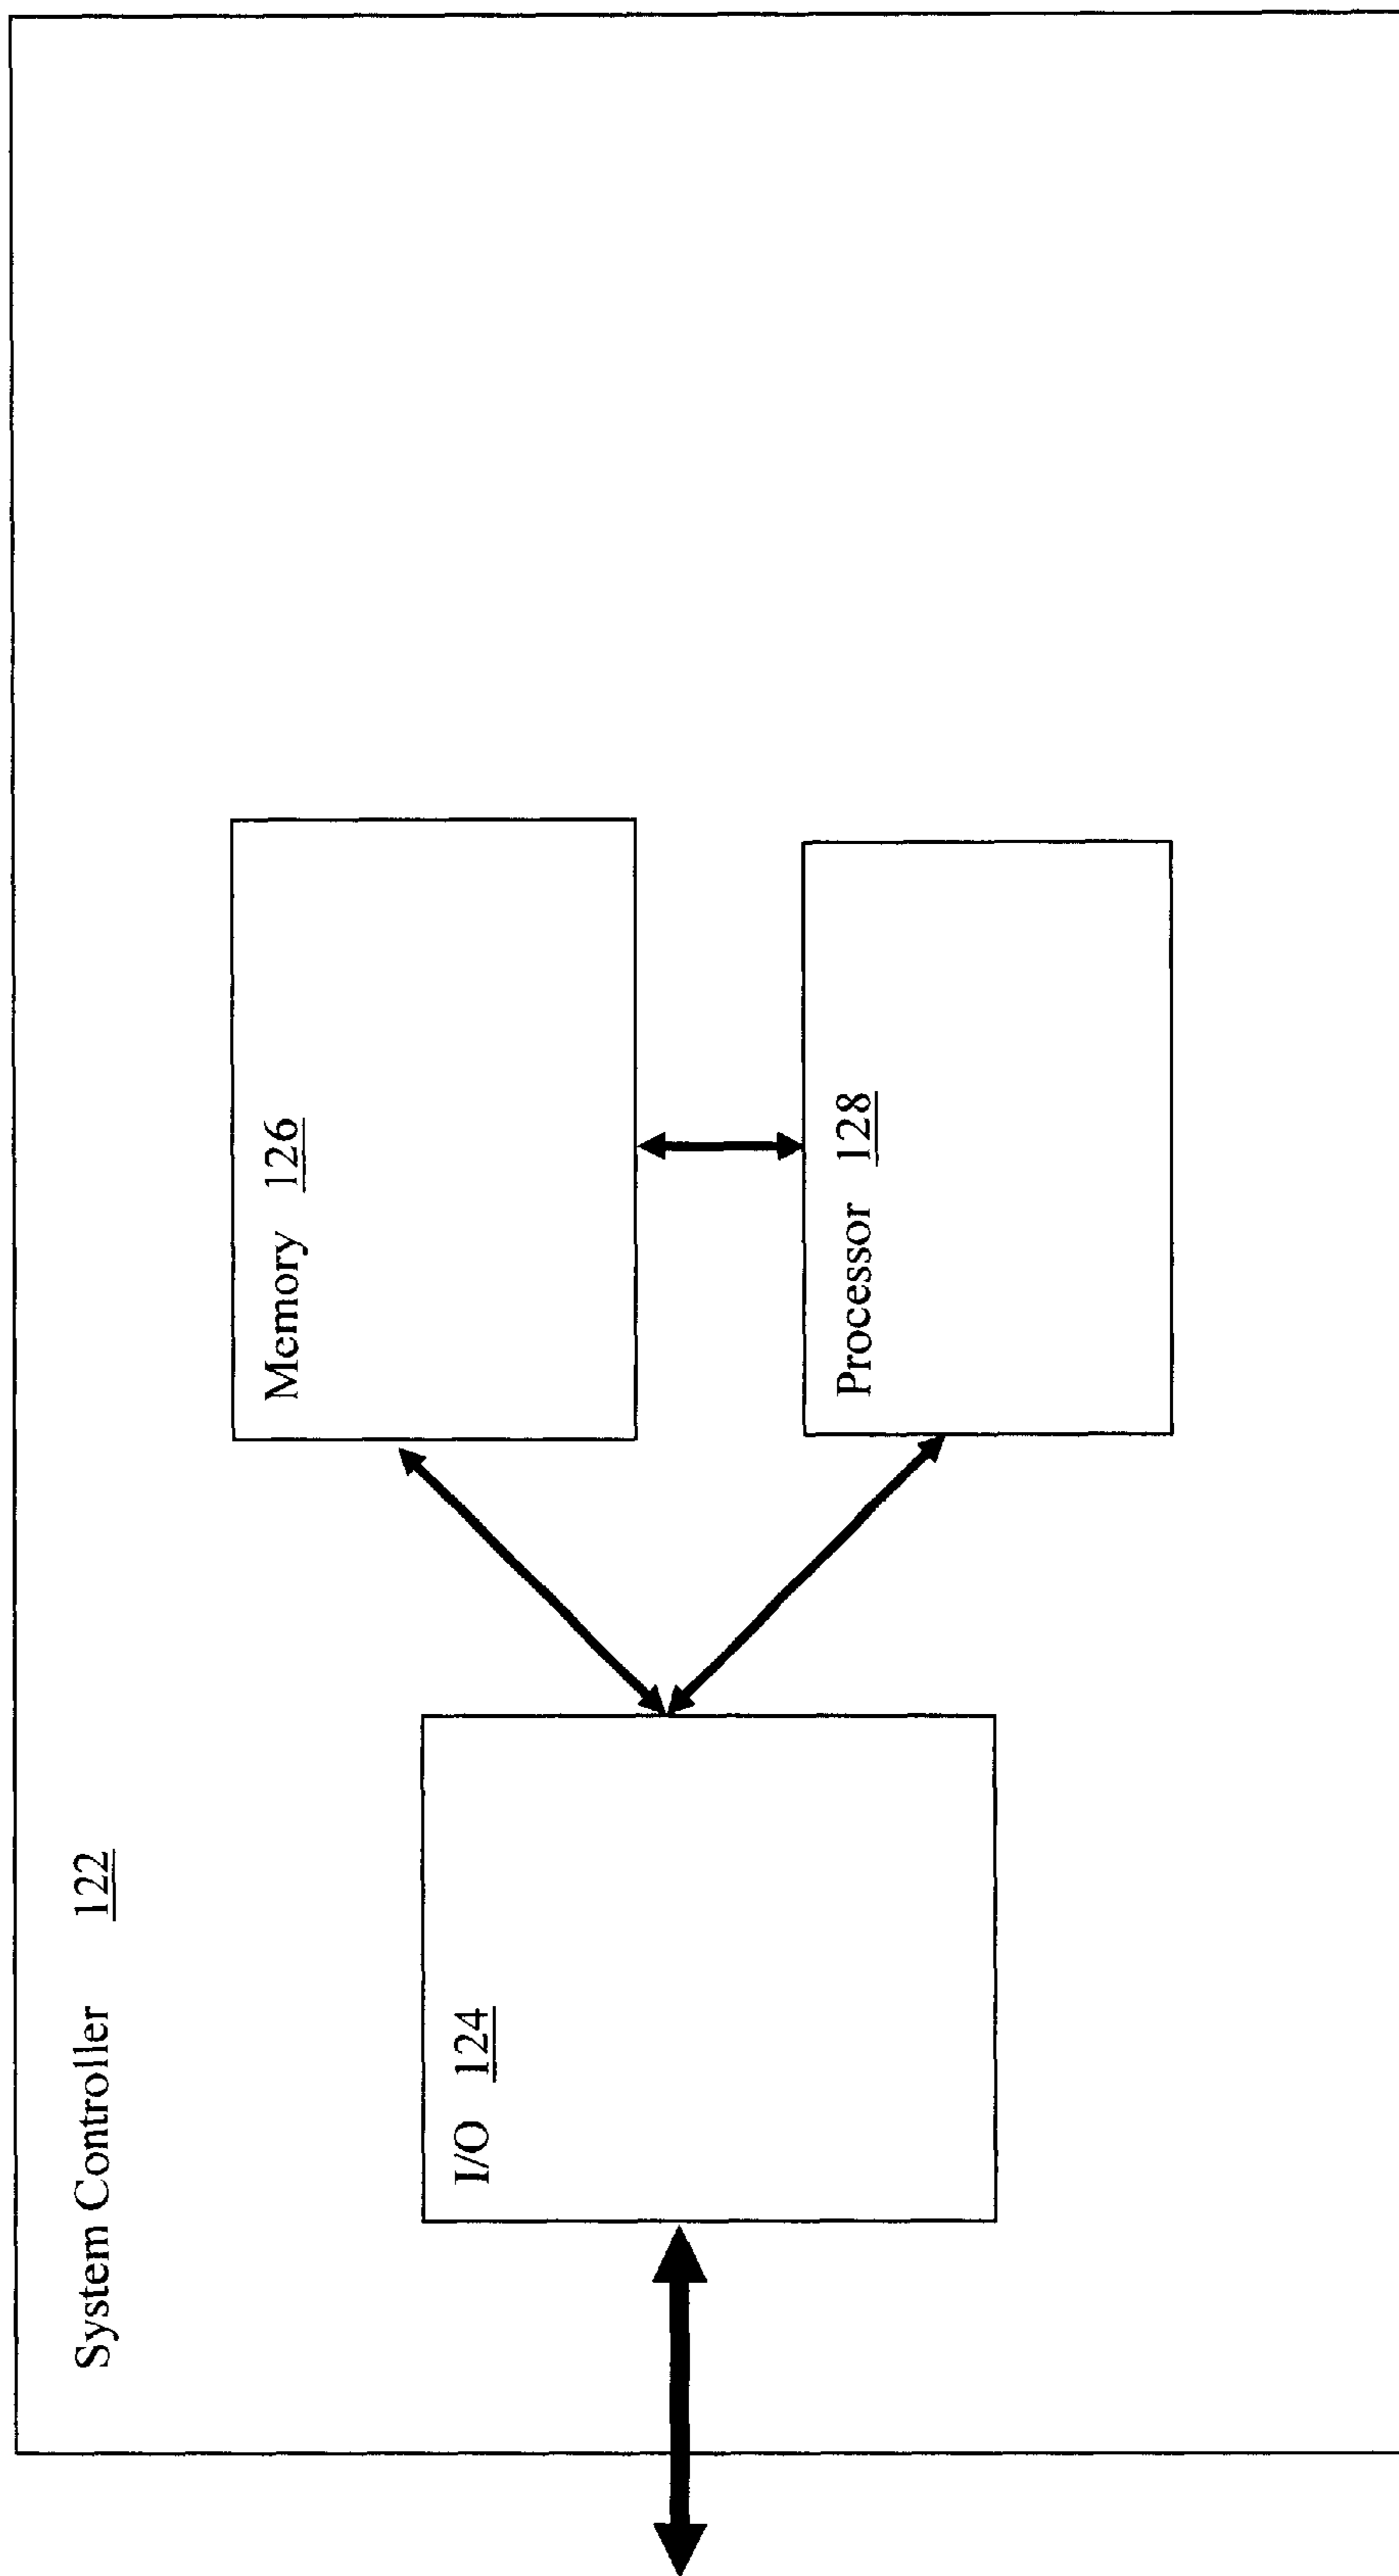 System Controller 122
I/O 124
Memory 126
Processor 128